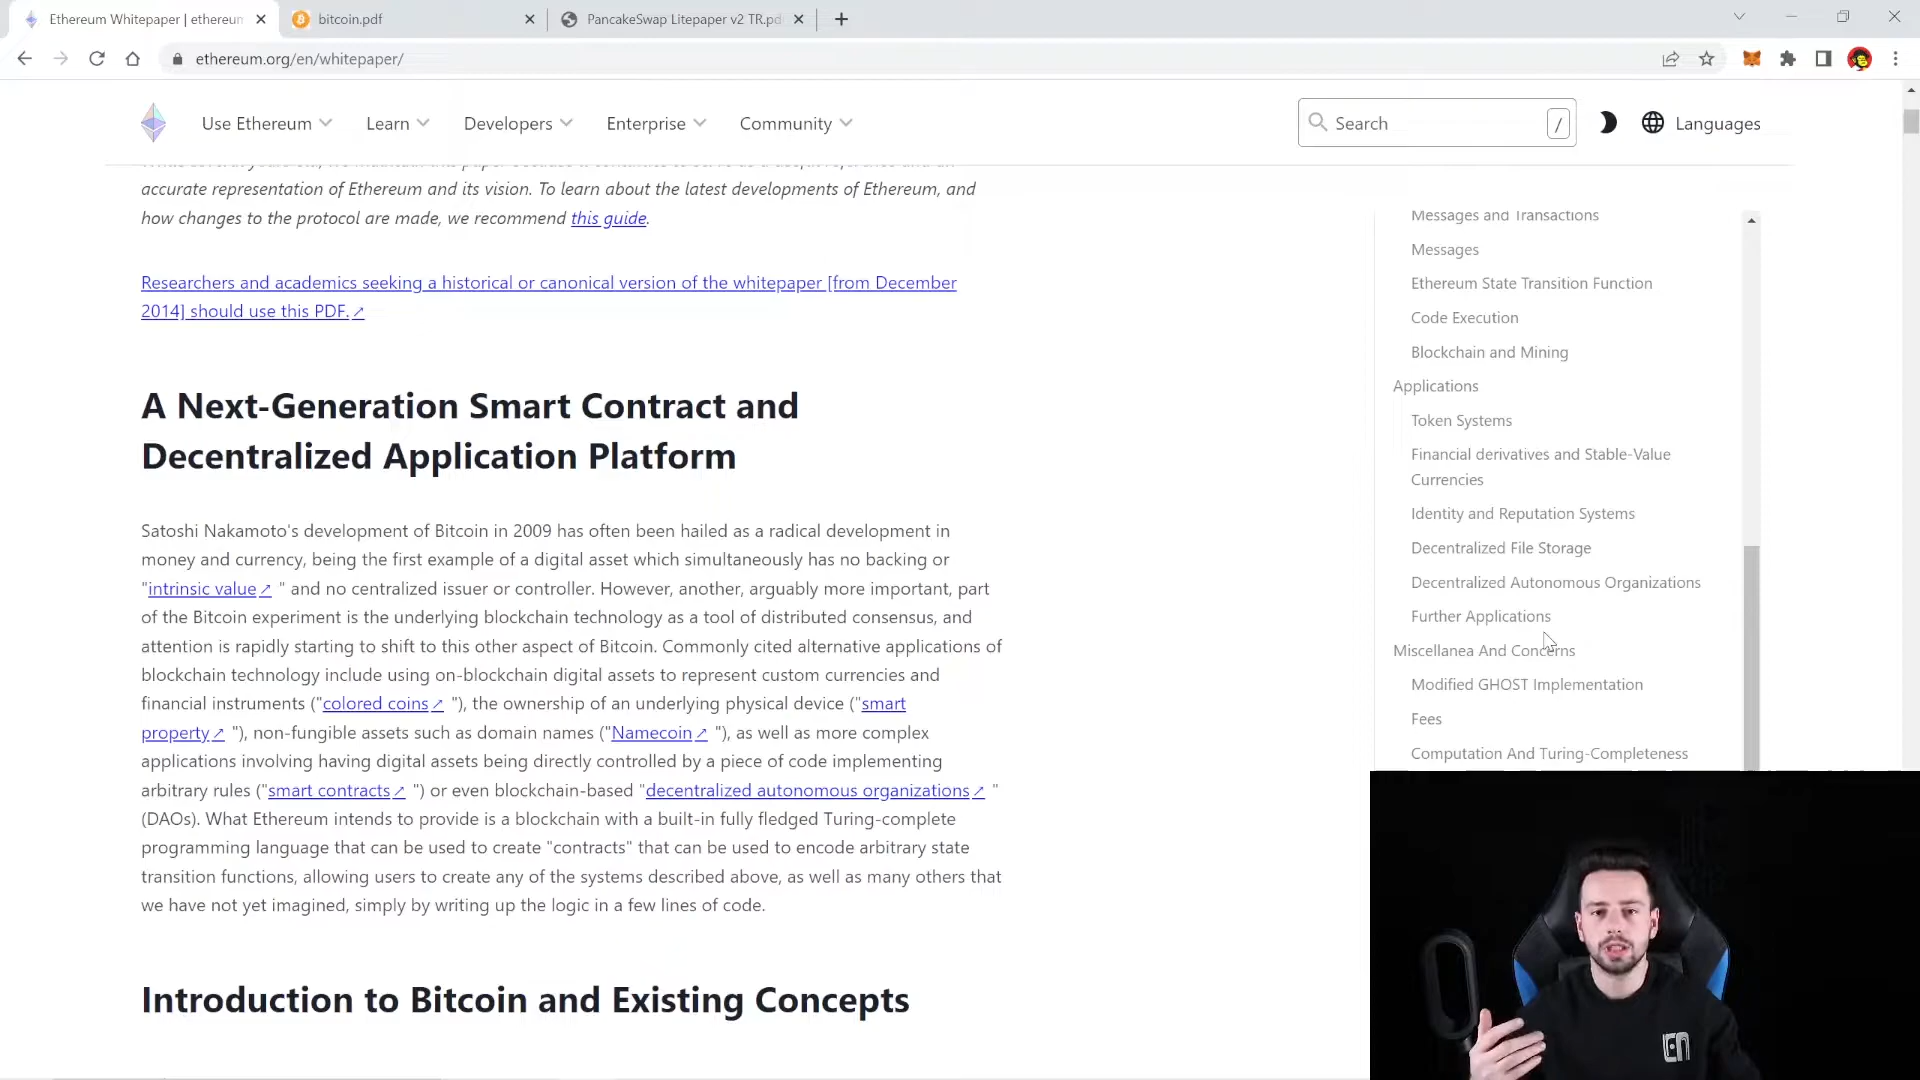 Ethereum Whitepaper | ethereum
bitcoin.pdf
PancakeSwap Litepaper v2 TR.pd
ethereum.org/en/whitepaper/
Use Ethereum
Learn
Developers
Enterprise
Community
Search
/
Languages
accurate representation of Ethereum and its vision. To learn about the latest developments of Ethereum, and
how changes to the protocol are made, we recommend this guide.
Researchers and academics seeking a historical or canonical version of the whitepaper [from December
2014] should use this PDF.↗
A Next-Generation Smart Contract and
Decentralized Application Platform
Satoshi Nakamoto's development of Bitcoin in 2009 has often been hailed as a radical development in
money and currency, being the first example of a digital asset which simultaneously has no backing or
"intrinsic value↗ " and no centralized issuer or controller. However, another, arguably more important, part
of the Bitcoin experiment is the underlying blockchain technology as a tool of distributed consensus, and
attention is rapidly starting to shift to this other aspect of Bitcoin. Commonly cited alternative applications of
blockchain technology include using on-blockchain digital assets to represent custom currencies and
financial instruments ("colored coins↗ "), the ownership of an underlying physical device ("smart
property↗ "), non-fungible assets such as domain names ("Namecoin↗ "), as well as more complex
applications involving having digital assets being directly controlled by a piece of code implementing
arbitrary rules ("smart contracts↗ ") or even blockchain-based "decentralized autonomous organizations↗ "
(DAOs). What Ethereum intends to provide is a blockchain with a built-in fully fledged Turing-complete
programming language that can be used to create "contracts" that can be used to encode arbitrary state
transition functions, allowing users to create any of the systems described above, as well as many others that
we have not yet imagined, simply by writing up the logic in a few lines of code.
Introduction to Bitcoin and Existing Concepts
Messages and Transactions
Messages
Ethereum State Transition Function
Code Execution
Blockchain and Mining
Applications
Token Systems
Financial derivatives and Stable-Value
Currencies
Identity and Reputation Systems
Decentralized File Storage
Decentralized Autonomous Organizations
Further Applications
Miscellanea And Concerns
Modified GHOST Implementation
Fees
Computation And Turing-Completeness